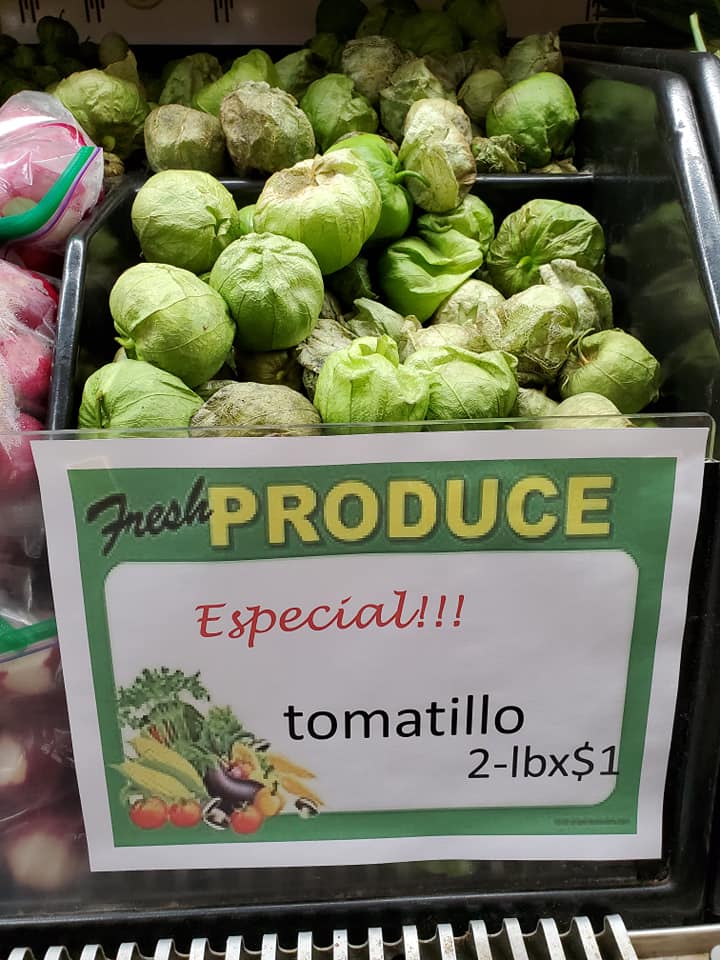 Fresh PRODUCE
Especial!!!
tomatillo
2-lbx$1